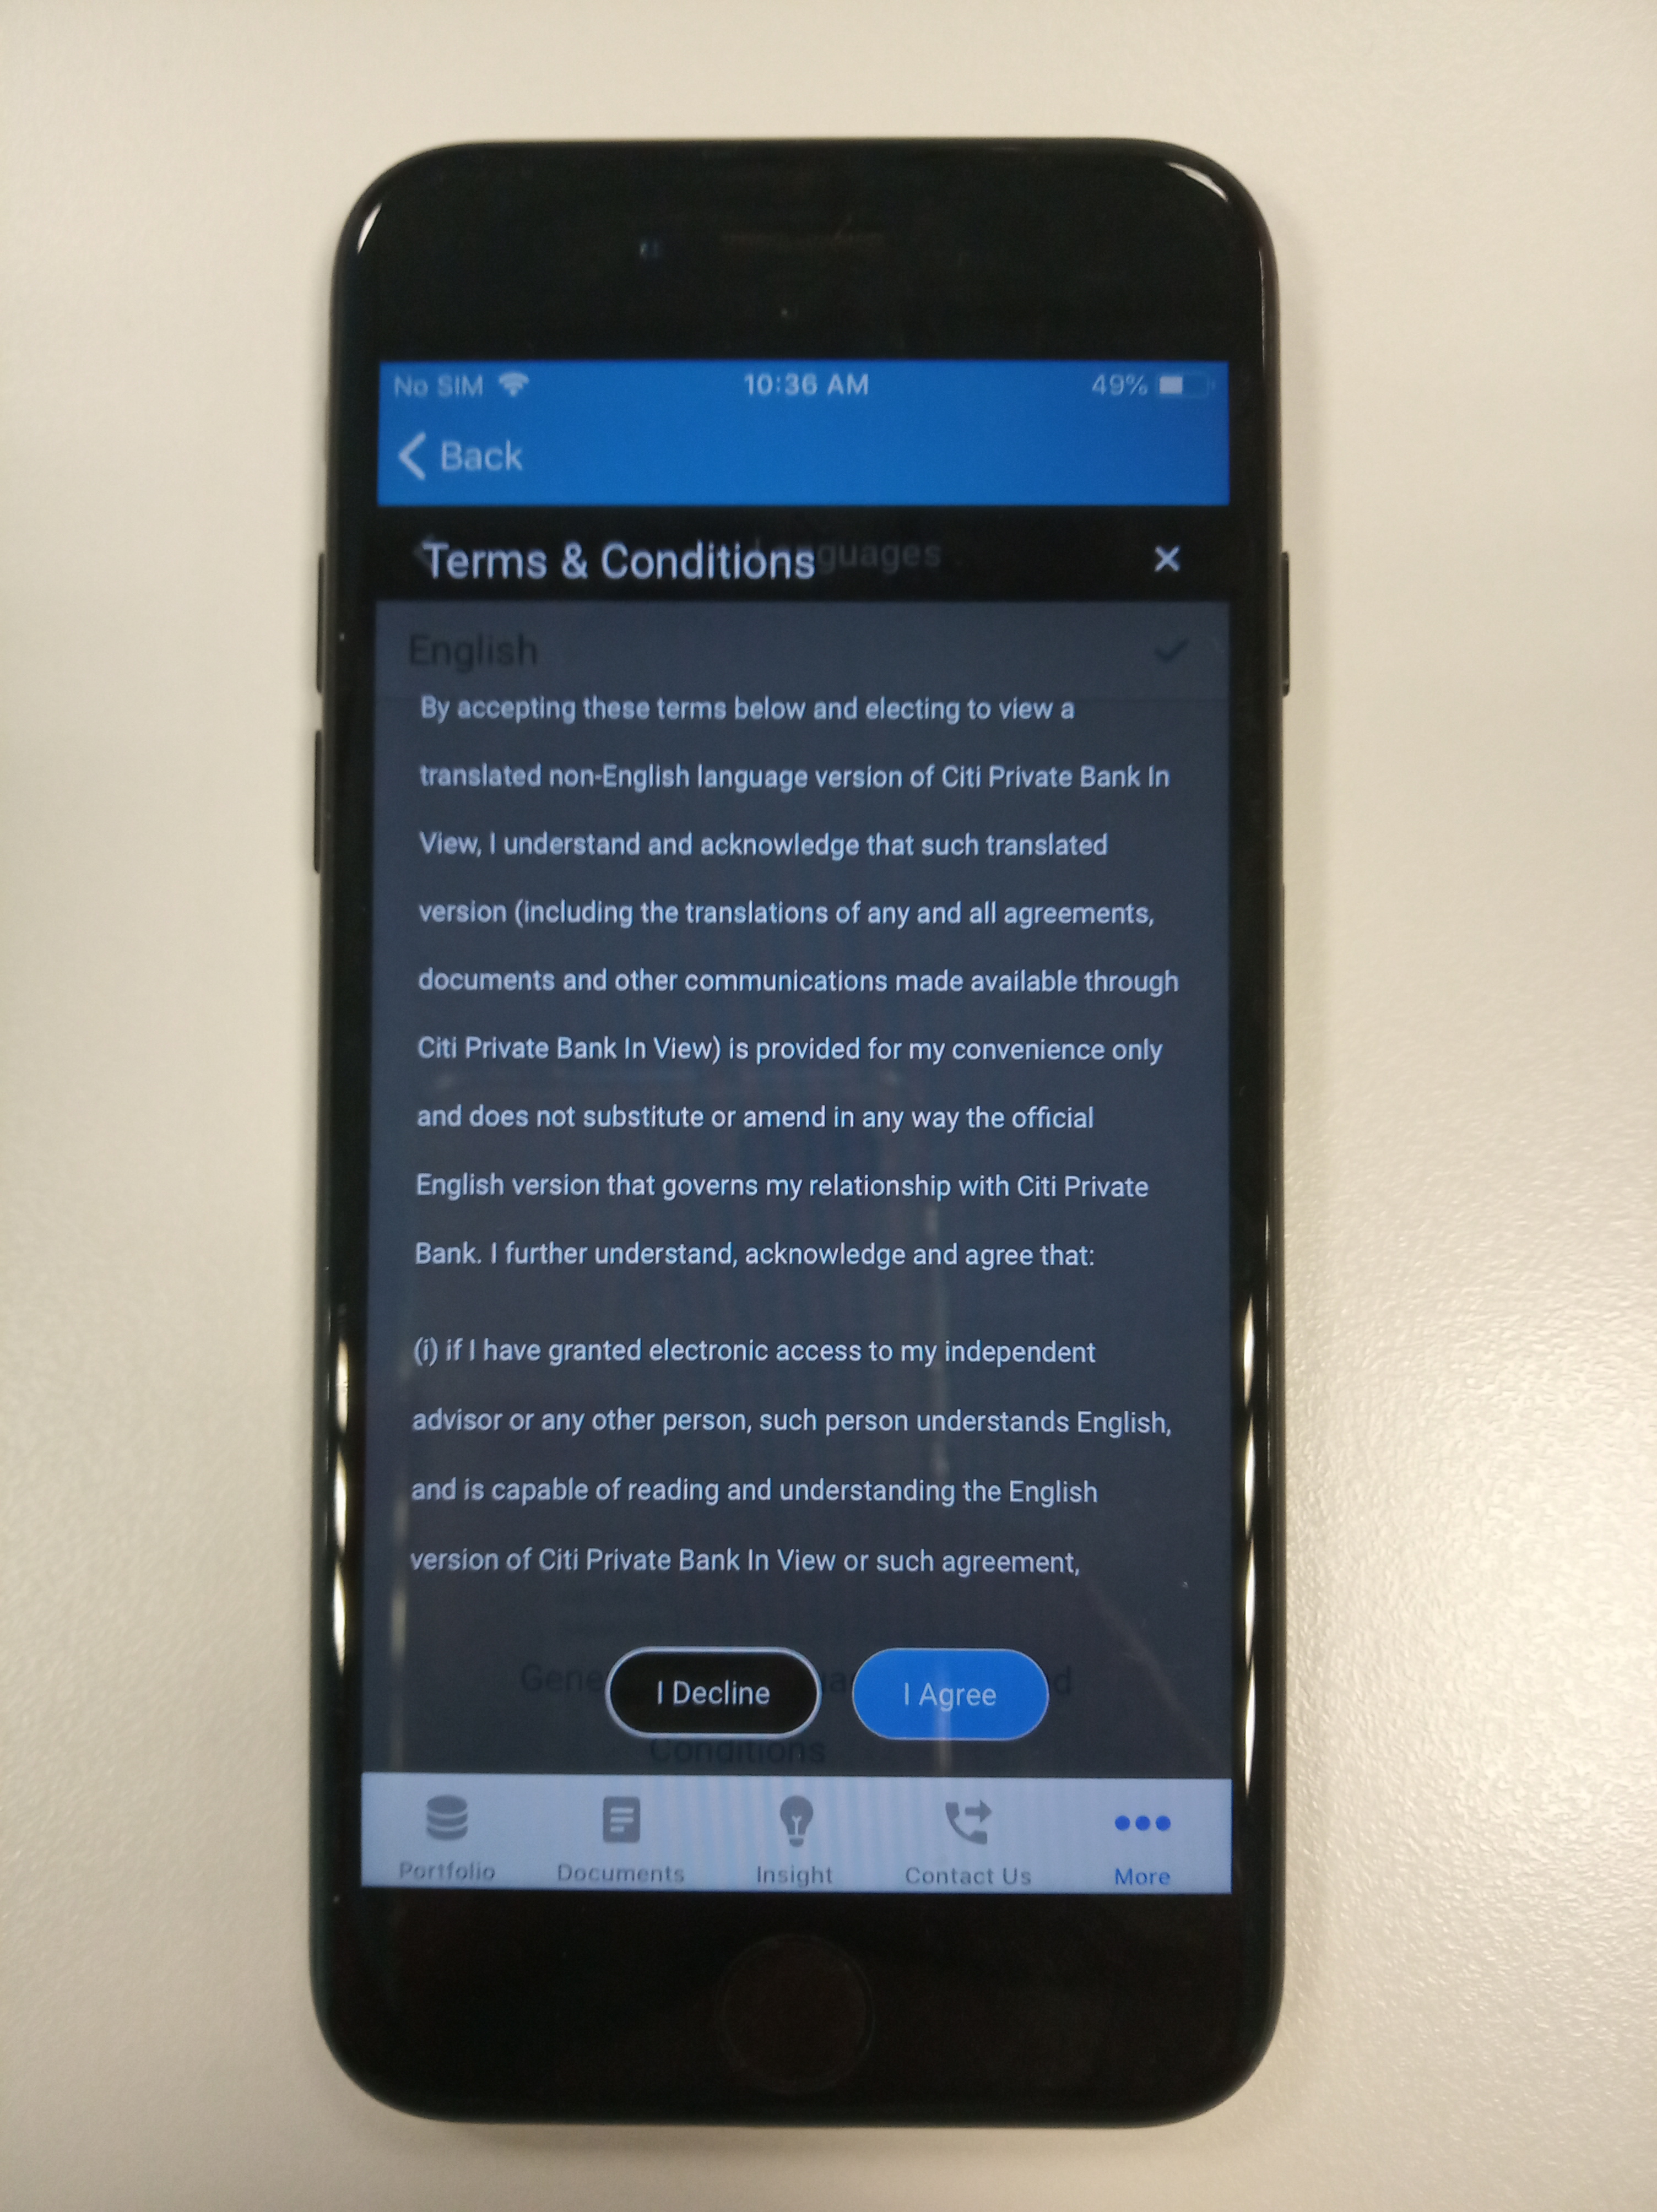 No SIM 10:36 AM 49%
Back
Terms & Conditions
English
By accepting these terms below and electing to view a
translated non-English language version of Citi Private Bank In
View, I understand and acknowledge that such translated
version (including the translations of any and all agreements,
documents and other communications made available through
Citi Private Bank In View) is provided for my convenience only
and does not substitute or amend in any way the official
English version that governs my relationship with Citi Private
Bank. I further understand, acknowledge and agree that:
(i) if I have granted electronic access to my independent
advisor or any other person, such person understands English,
and is capable of reading and understanding the English
version of Citi Private Bank In View or such agreement,
I Decline I Agree
Conditions
Portfolio Documents Insight Contact Us More